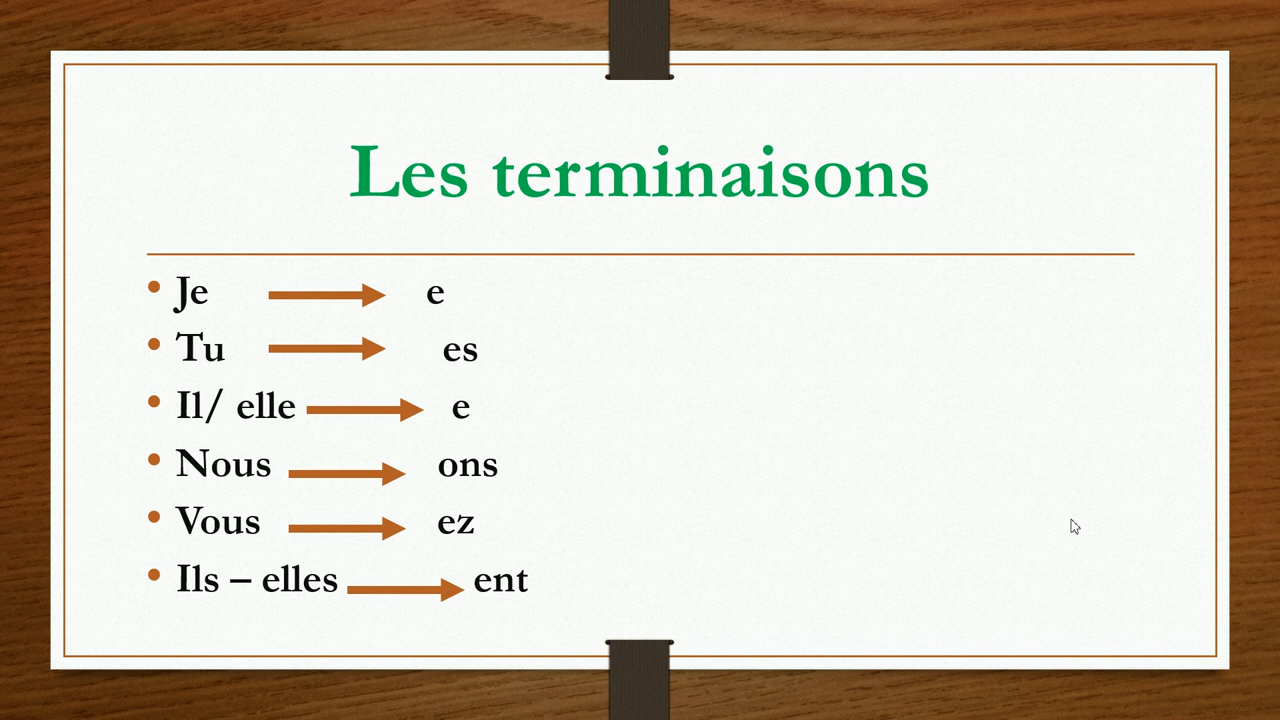 Les terminaisons
• Je e
• Tu es
• Il/ elle e
• Nous ons
• Vous ez
• Ils – elles ent